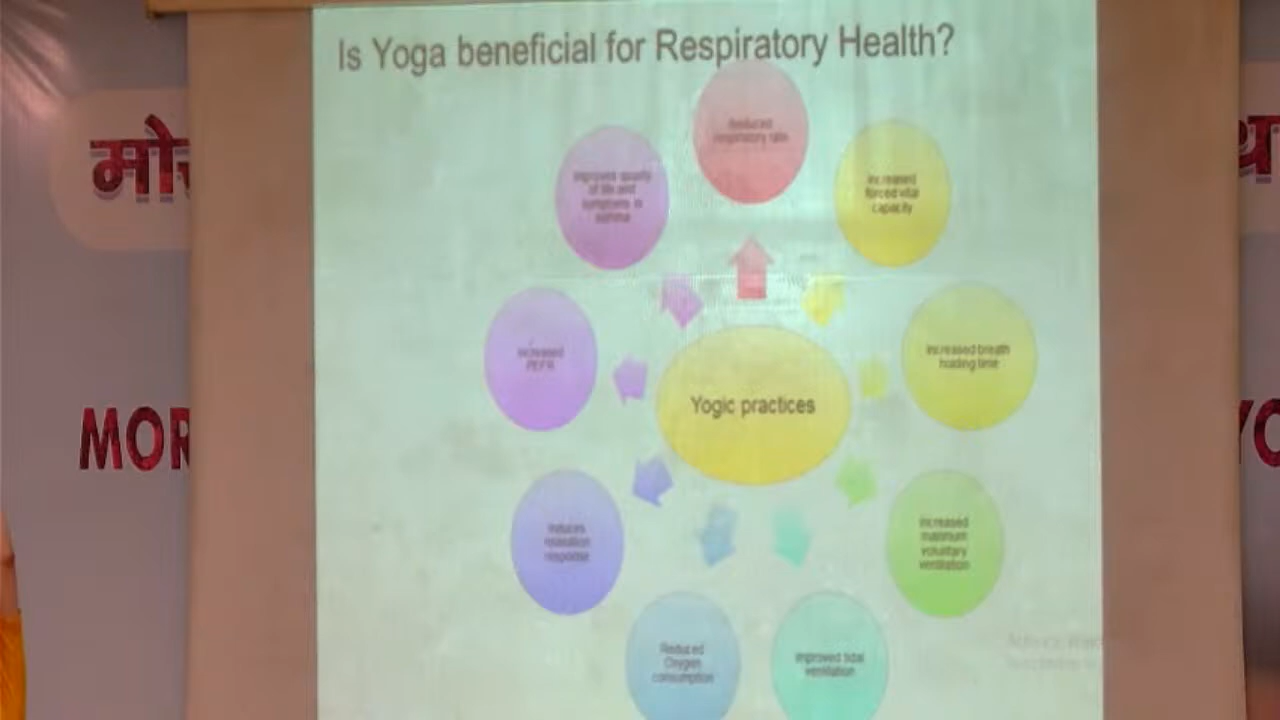 Is Yoga beneficial for Respiratory Health?
Reduced
respiratory rate
Increased
forced vital
capacity
Increased breath
holding time
Increased
maximum
voluntary
ventilation
Improved tidal
ventilation
Reduced
Oxygen
consumption
Induces
relaxation
response
Increased
PEFR
Improved quality
of life and
symptoms in
asthma
Yogic practices
MOR
YO